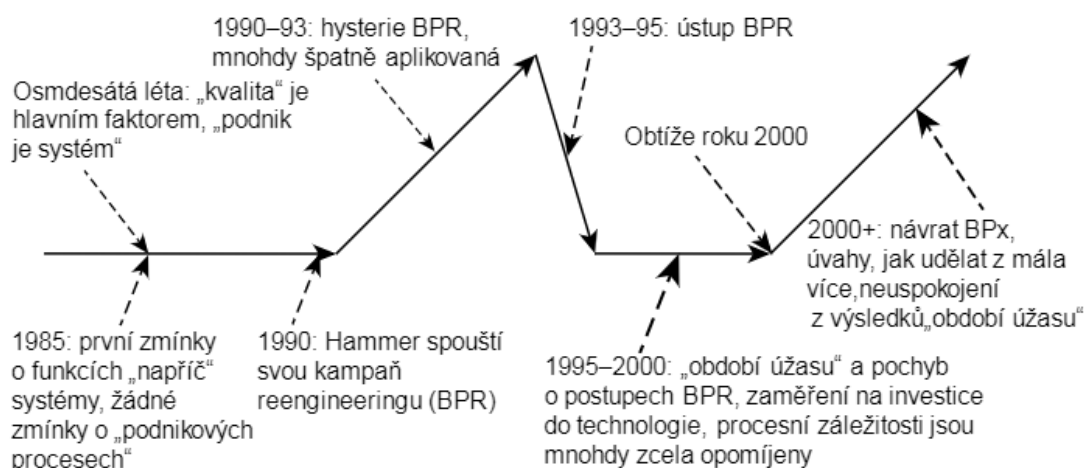 1990–93: hysterie BPR,
mnohdy špatně aplikovaná
1993–95: ústup BPR
Osmdesátá léta: „kvalita“ je
hlavním faktorem, „podnik
je systém“
Obtíže roku 2000
2000+: návrat BPx,
úvahy, jak udělat z mála
více,neuspokojení
z výsledků„období úžasu“
1985: první zmínky
o funkcích „napříč“
systémy, žádné
zmínky o „podnikových
procesech“
1990: Hammer spouští
svou kampaň
reengineeringu (BPR)
1995–2000: „období úžasu“ a pochyb
o postupech BPR, zaměření na investice
do technologie, procesní záležitosti jsou
mnohdy zcela opomíjeny